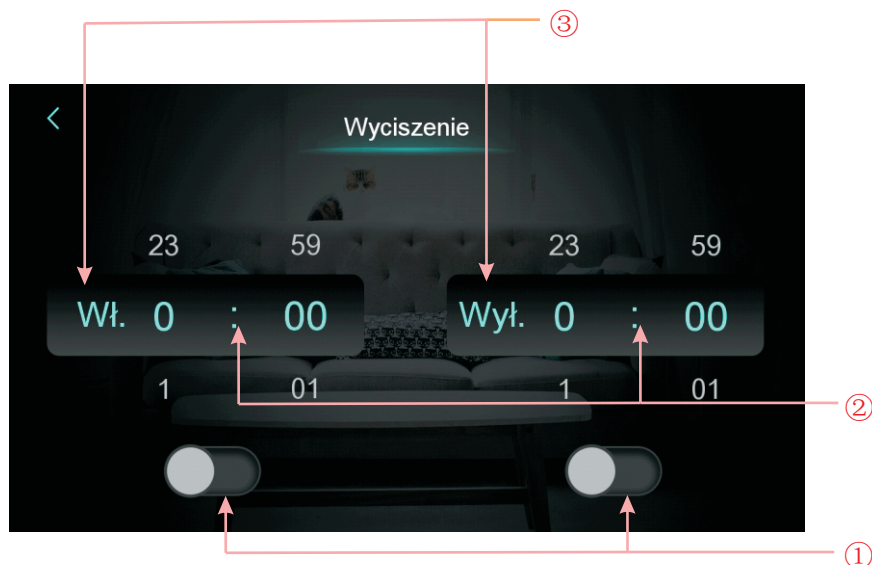 ③
Wyciszenie
23 59 23 59
Wł. 0 : 00 Wył. 0 : 00
1 01 1 01
②
①